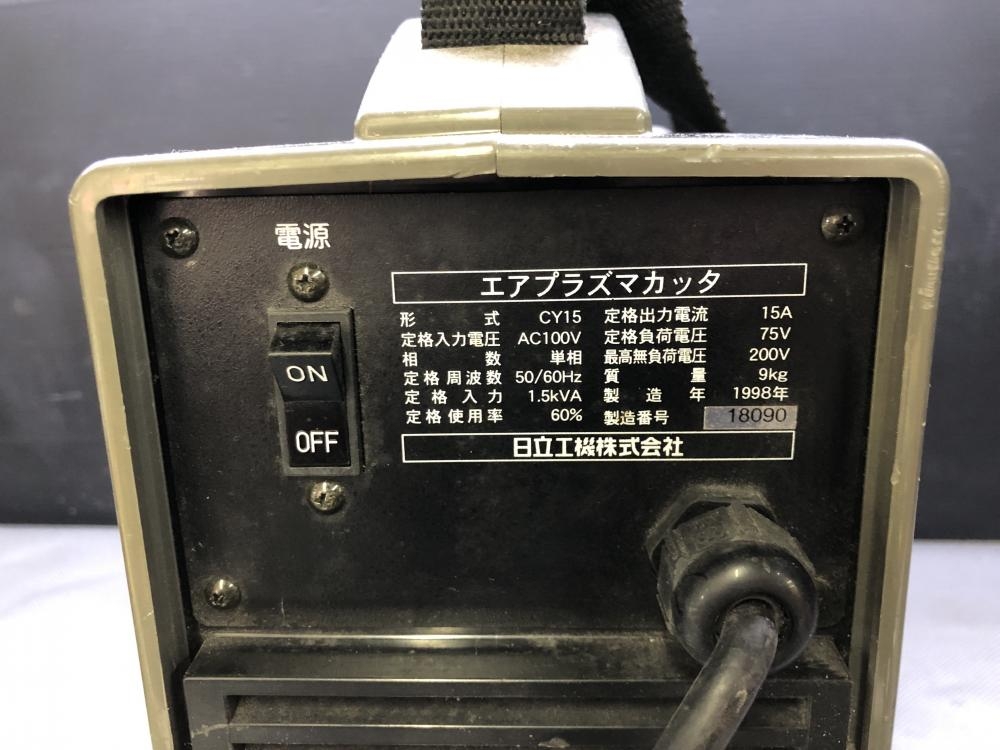 電源
ON
OFF
エアプラズマカッタ
形式 CY15 定格出力電流 15A
定格入力電圧 AC100V 定格負荷電圧 75V
相数 単相 最高無負荷電圧 200V
定格周波数 50/60Hz 質量 9kg
定格入力 1.5kVA 製造年 1998年
定格使用率 60% 製造番号 18090
日立工機株式会社